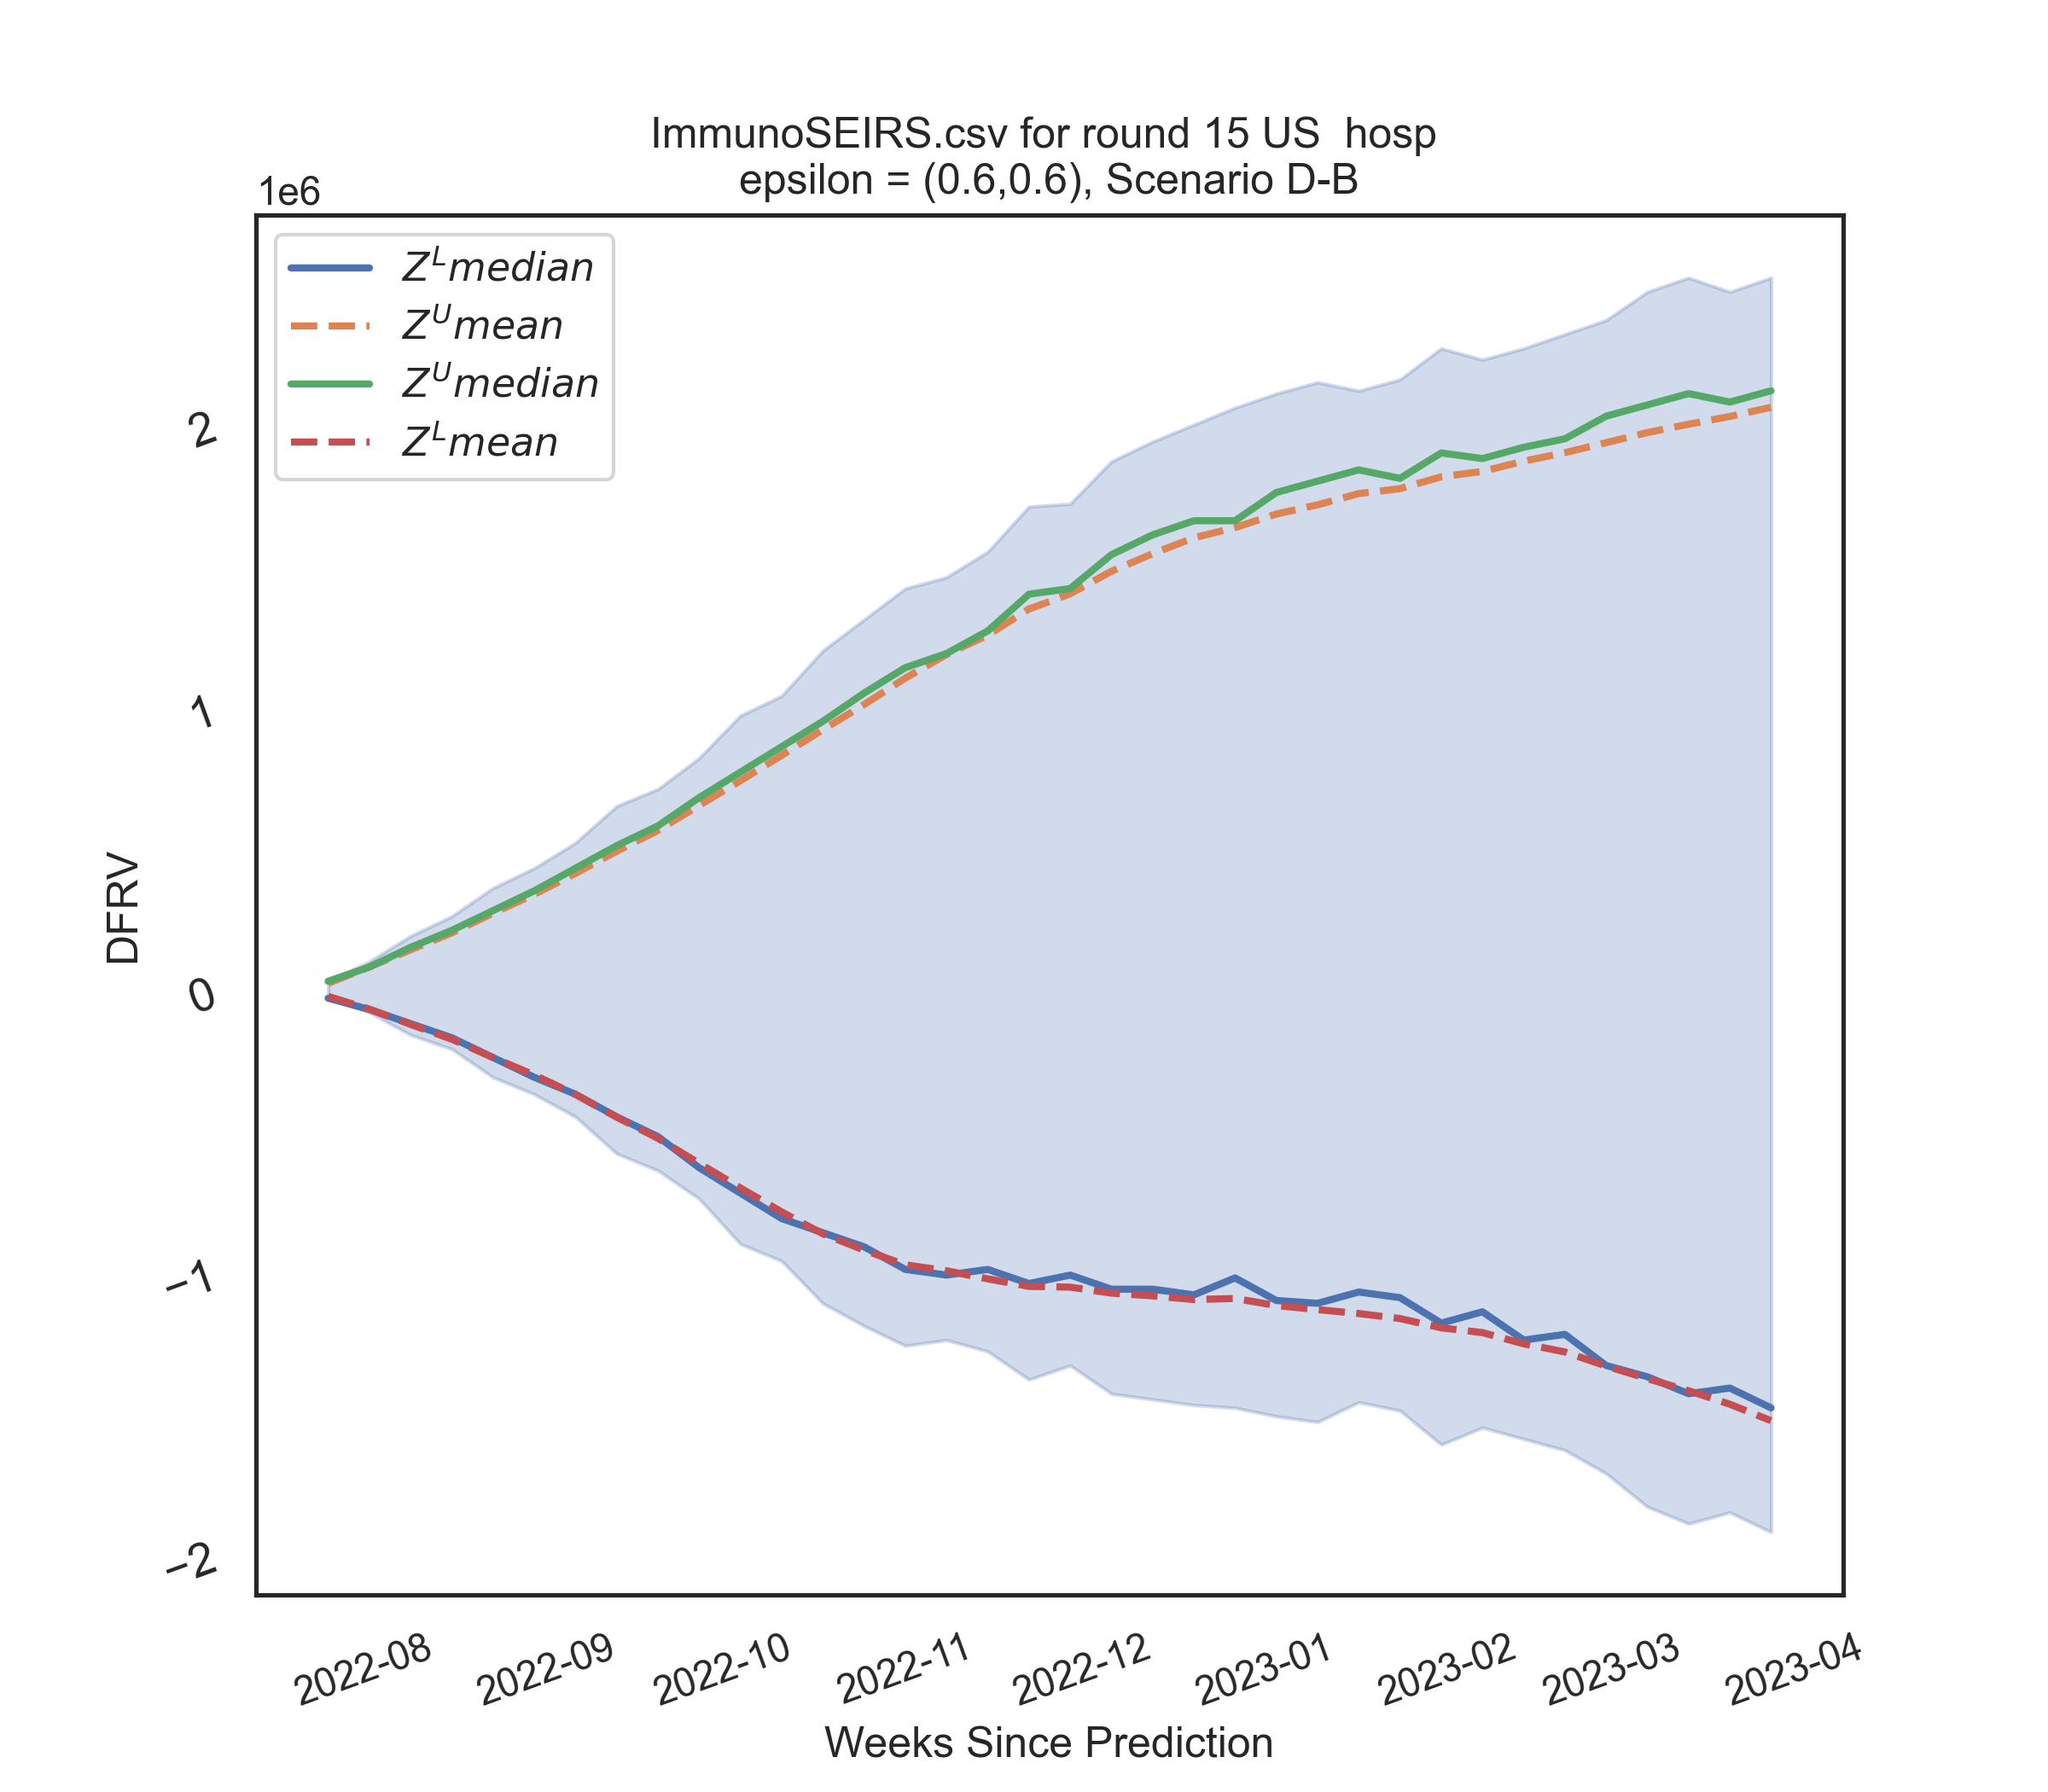 ImmunoSEIRS.csv for round 15 US  hosp
epsilon = (0.6,0.6), Scenario D-B
1e6
Z^L median
Z^U mean
Z^U median
Z^L mean
2
1
0
−1
−2
DFRV
2022-08
2022-09
2022-10
2022-11
2022-12
2023-01
2023-02
2023-03
2023-04
Weeks Since Prediction